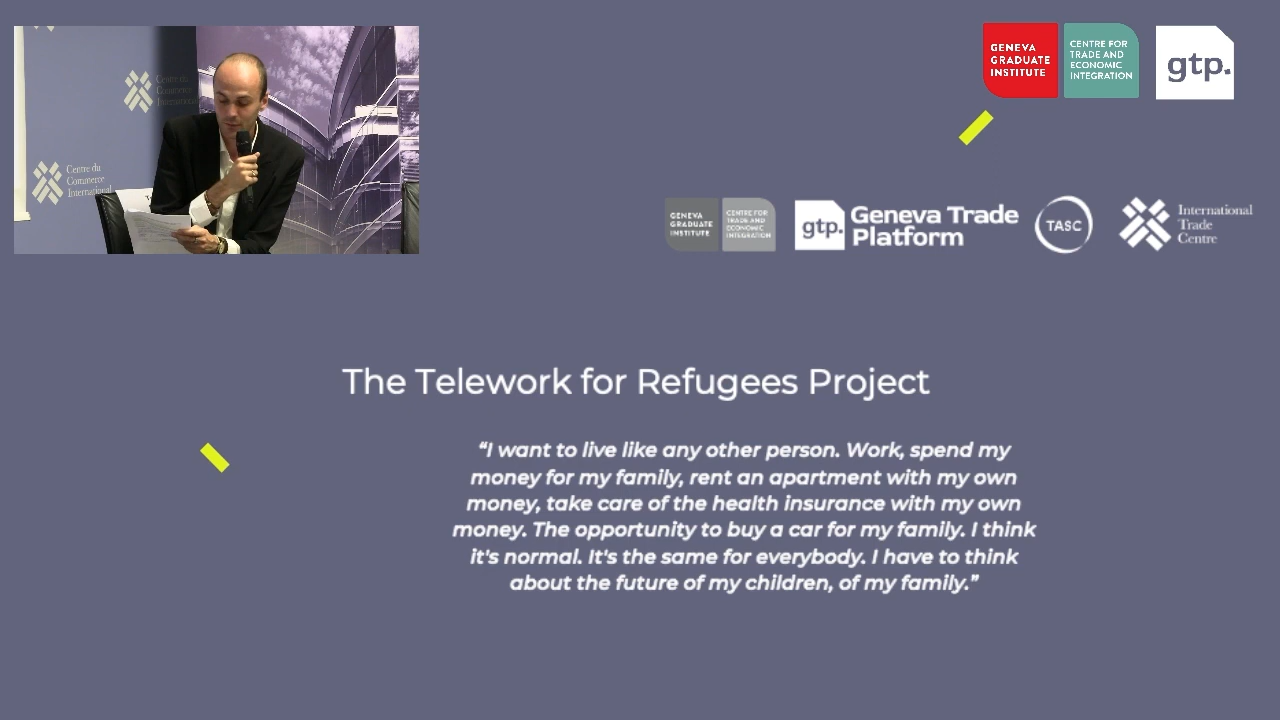 Centre du
Commerce
International
Centre du
Commerce
International
GENEVA
GRADUATE
INSTITUTE
CENTRE FOR
TRADE AND
ECONOMIC
INTEGRATION
gtp.
GENEVA
GRADUATE
INSTITUTE
CENTRE FOR
TRADE AND
ECONOMIC
INTEGRATION
gtp.
Geneva Trade
Platform
TASC
International
Trade
Centre
The Telework for Refugees Project
“I want to live like any other person. Work, spend my
money for my family, rent an apartment with my own
money, take care of the health insurance with my own
money. The opportunity to buy a car for my family. I think
it's normal. It's the same for everybody. I have to think
about the future of my children, of my family.”